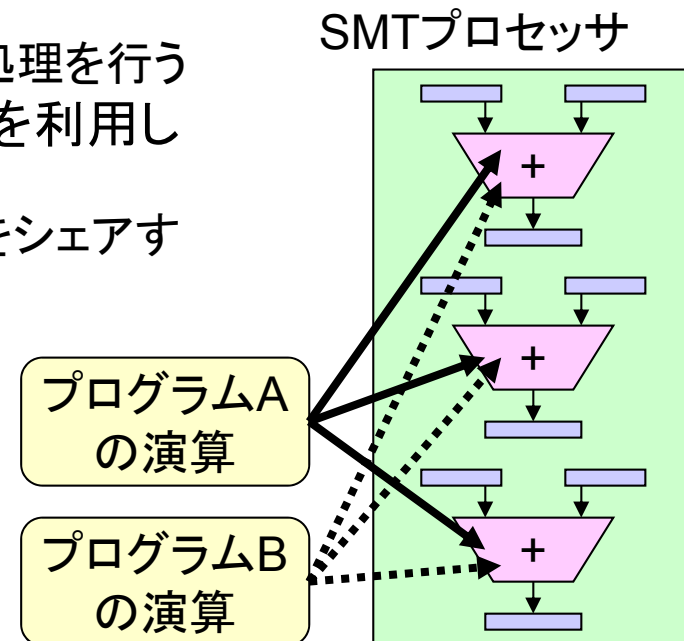 SMTプロセッサ
処理を行う
を利用し
をシェアす
+
+
+
プログラムA
の演算
プログラムB
の演算